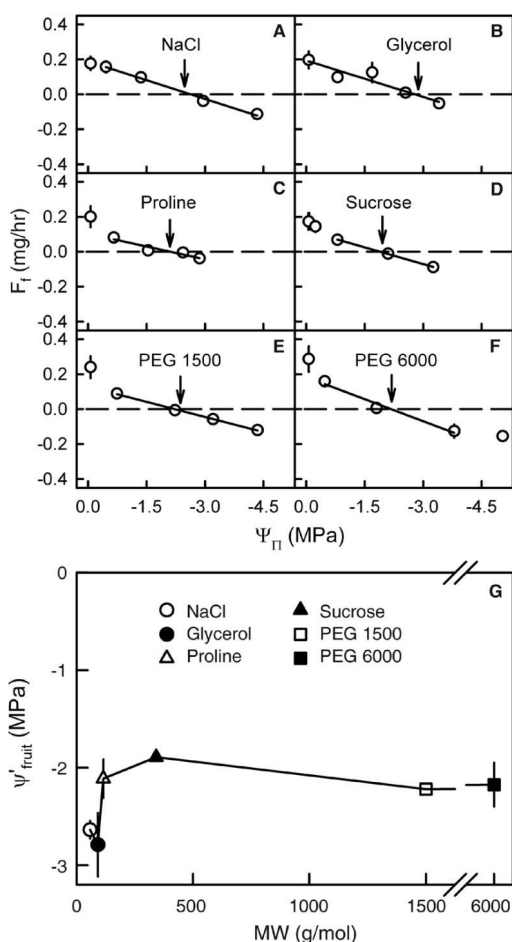 NaCl A
Glycerol B
0.4
0.2
0.0
-0.2
-0.4
Proline C
Sucrose D
0.4
0.2
0.0
-0.2
-0.4
PEG 1500 E
PEG 6000 F
0.4
0.2
0.0
-0.2
-0.4
F_f (mg/hr)
0.0 -1.5 -3.0 -4.5 0.0 -1.5 -3.0 -4.5
Ψ_Π (MPa)
G
NaCl
Glycerol
Proline
Sucrose
PEG 1500
PEG 6000
0
-1
-2
-3
Ψ'_fruit (MPa)
0 500 1000 1500 6000
MW (g/mol)